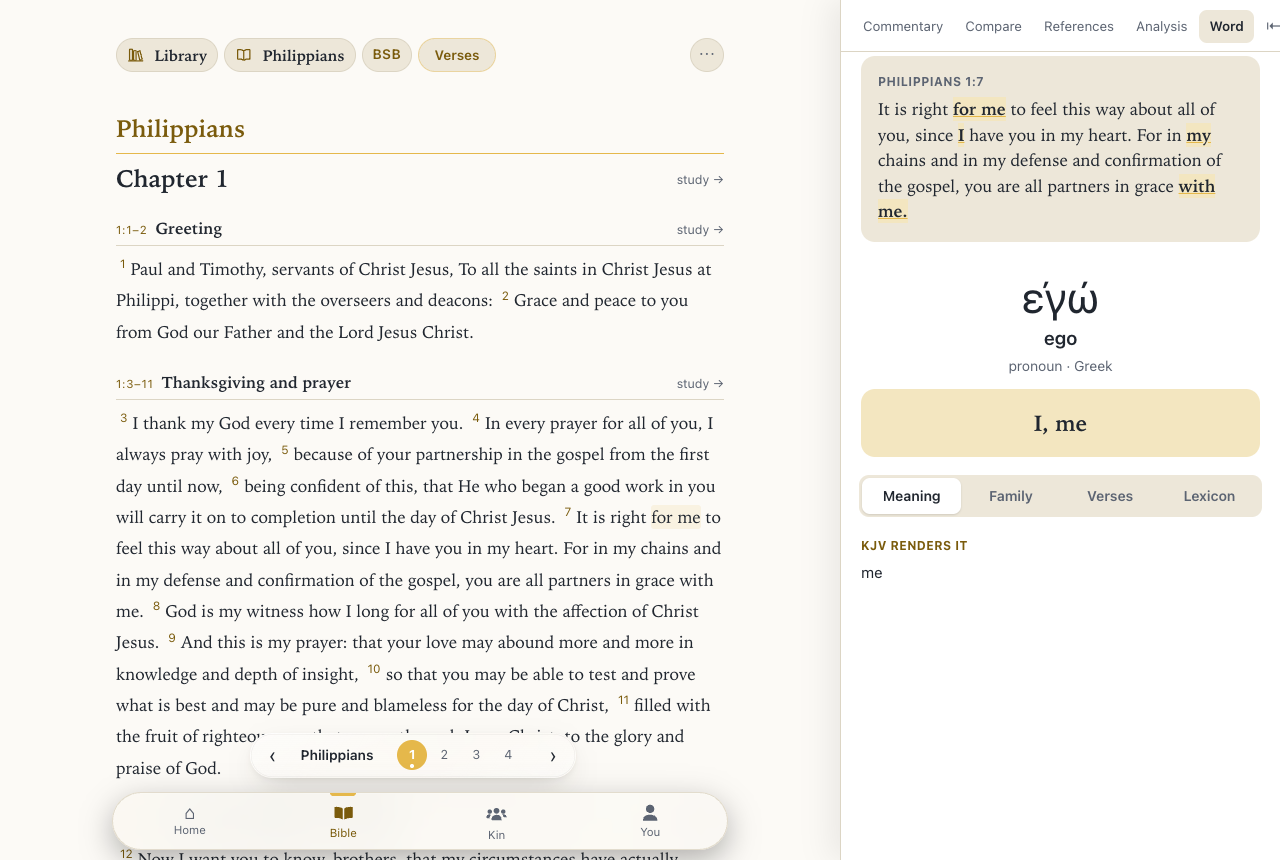 Library
Philippians
BSB
Verses
...
Philippians
Chapter 1
study →
1:1–2 Greeting
study →
1 Paul and Timothy, servants of Christ Jesus, To all the saints in Christ Jesus at
Philippi, together with the overseers and deacons: 2 Grace and peace to you
from God our Father and the Lord Jesus Christ.
1:3–11 Thanksgiving and prayer
study →
3 I thank my God every time I remember you. 4 In every prayer for all of you, I
always pray with joy, 5 because of your partnership in the gospel from the first
day until now, 6 being confident of this, that He who began a good work in you
will carry it on to completion until the day of Christ Jesus. 7 It is right for me to
feel this way about all of you, since I have you in my heart. For in my chains and
in my defense and confirmation of the gospel, you are all partners in grace with
me. 8 God is my witness how I long for all of you with the affection of Christ
Jesus. 9 And this is my prayer: that your love may abound more and more in
knowledge and depth of insight, 10 so that you may be able to test and prove
what is best and may be pure and blameless for the day of Christ, 11 filled with
the fruit of to the glory and
praise of God.
‹ Philippians 1 2 3 4 ›
Home
Bible
Kin
You
12 Now I want you to know, brothers, that my circumstances have actually
Commentary
Compare
References
Analysis
Word
PHILIPPIANS 1:7
It is right for me to feel this way about all of
you, since I have you in my heart. For in my
chains and in my defense and confirmation of
the gospel, you are all partners in grace with
me.
ἐγώ
ego
pronoun · Greek
I, me
Meaning
Family
Verses
Lexicon
KJV RENDERS IT
me